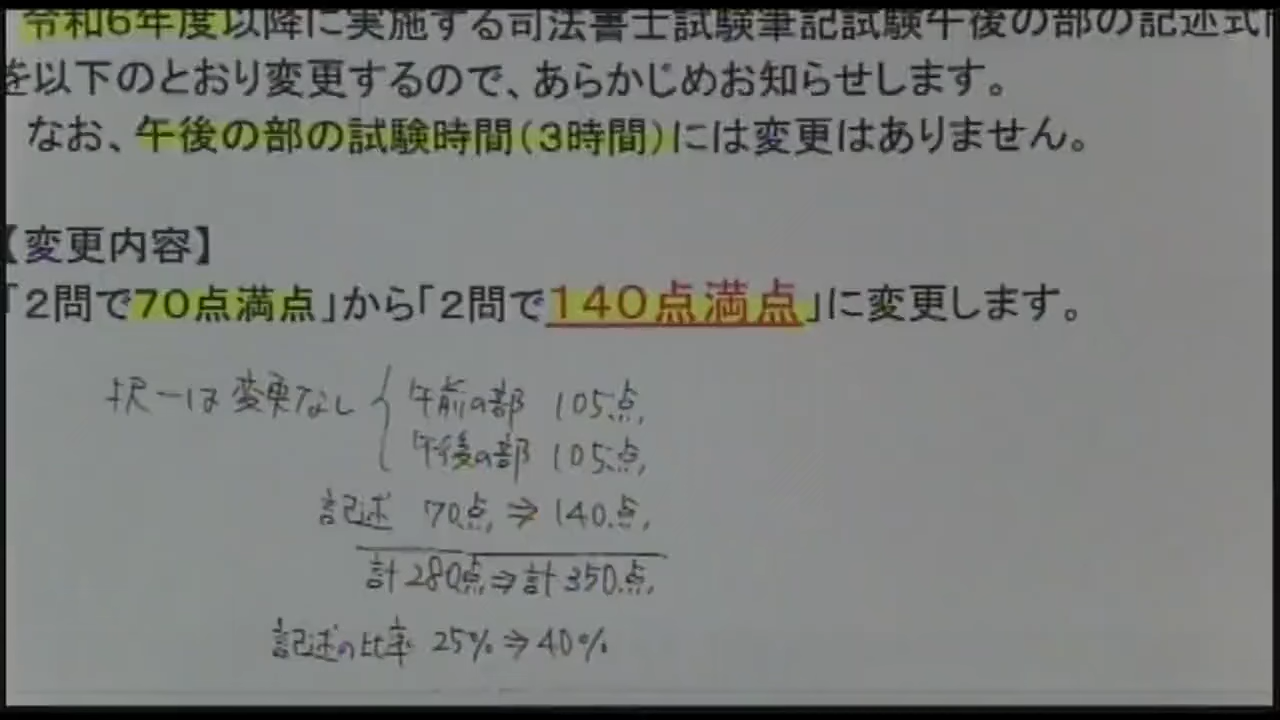 令和6年度以降に実施する司法書士試験筆記試験午後の部の記述式
を以下のとおり変更するので、あらかじめお知らせします。
なお、午後の部の試験時間(3時間)には変更はありません。
【変更内容】
「2問で70点満点」から「2問で140点満点」に変更します。
択一は変更なし { 午前の部 105点
午後の部 105点
記述 70点 ⇒ 140点
計280点 ⇒ 計350点
記述の比率 25% ⇒ 40%